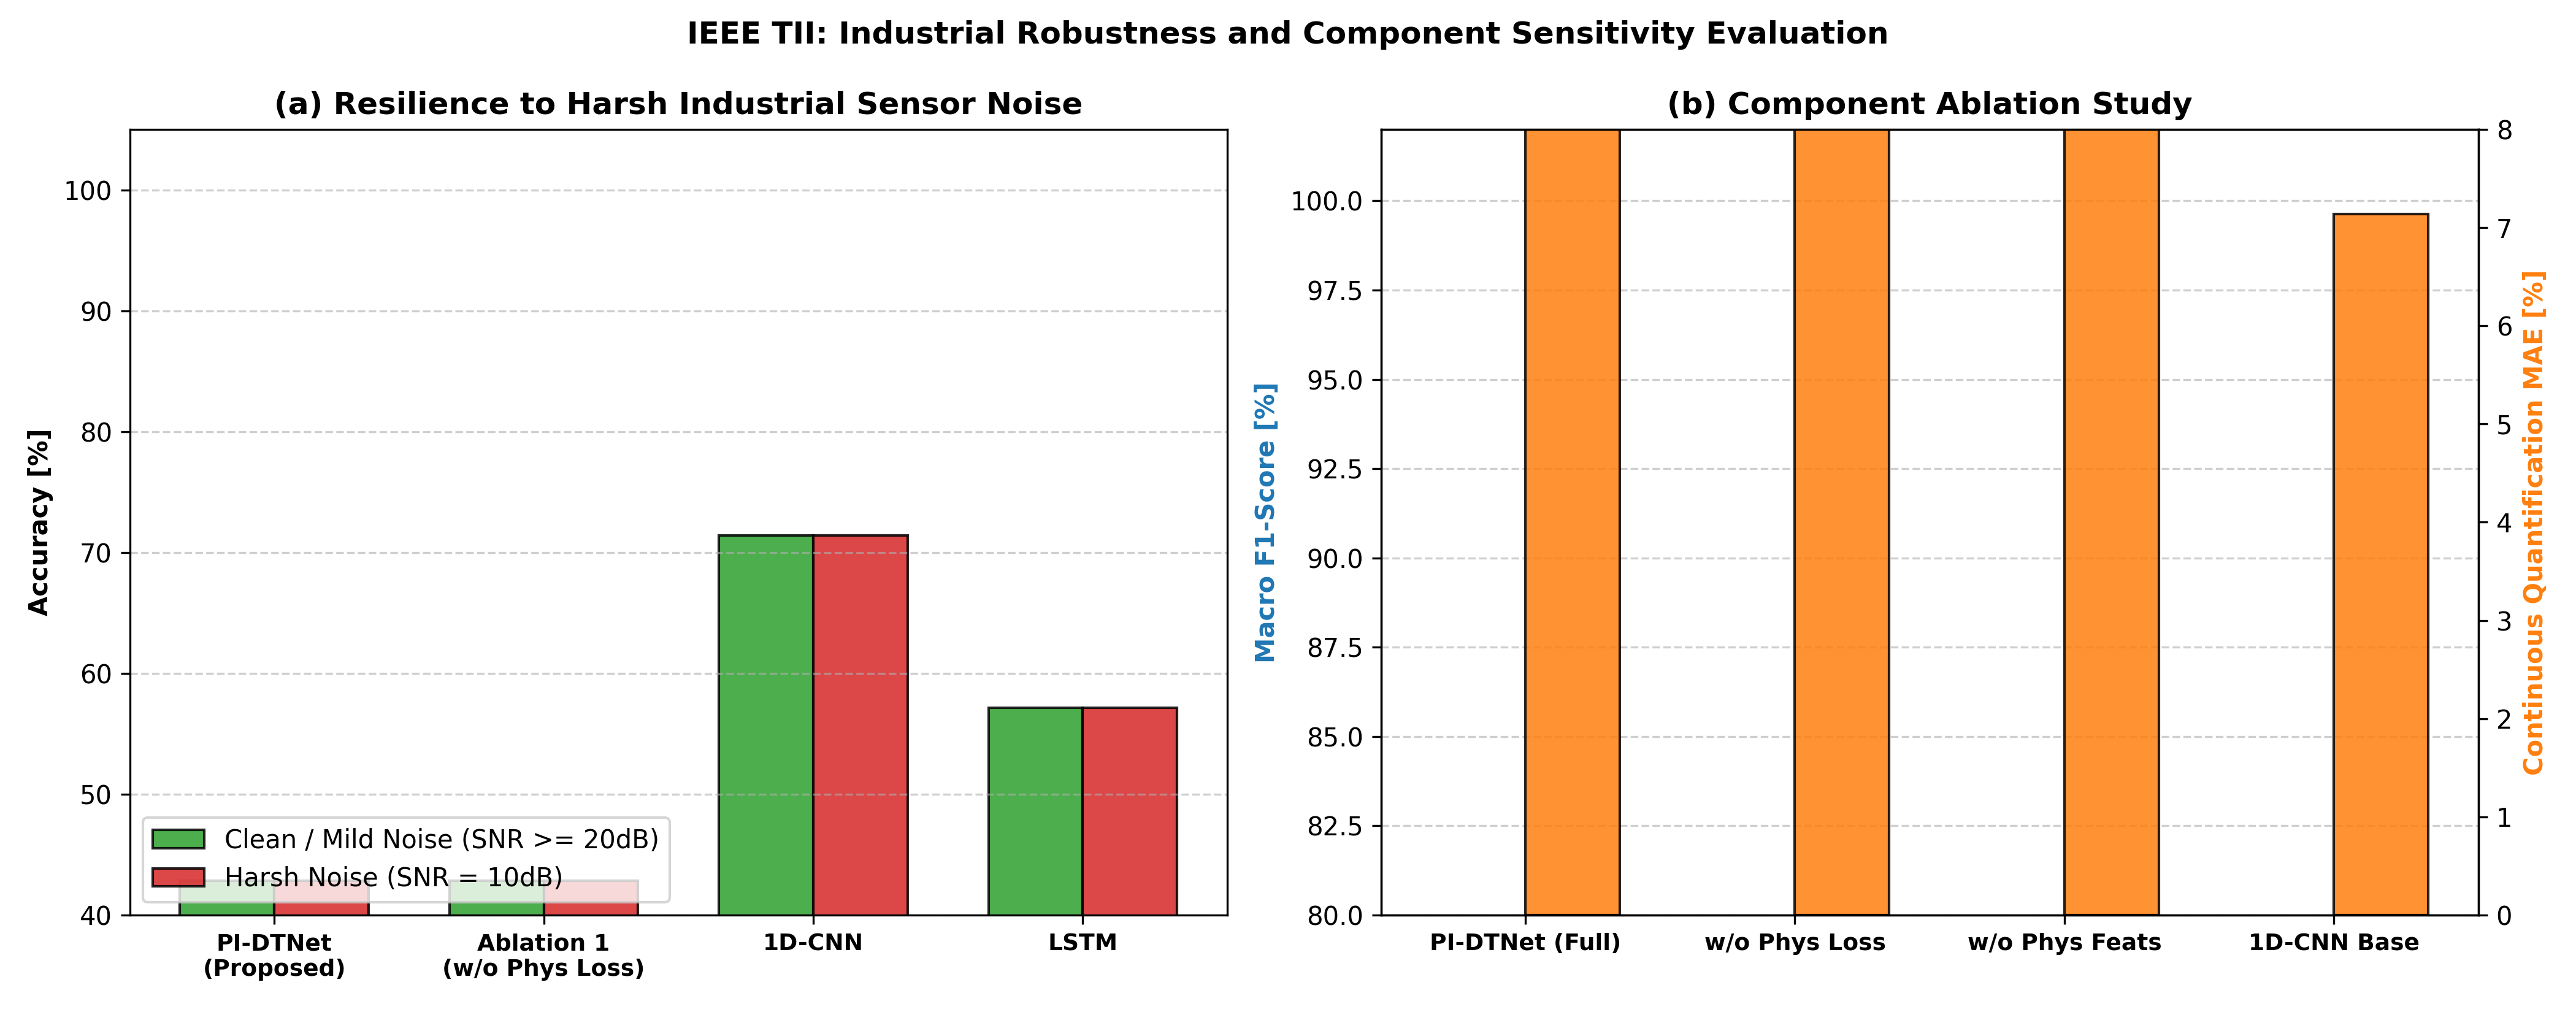 IEEE TII: Industrial Robustness and Component Sensitivity Evaluation
(a) Resilience to Harsh Industrial Sensor Noise
Accuracy [%]
100
90
80
70
60
50
40
Clean / Mild Noise (SNR >= 20dB)
Harsh Noise (SNR = 10dB)
PI-DTNet
(Proposed)
Ablation 1
(w/o Phys Loss)
1D-CNN
LSTM
(b) Component Ablation Study
Macro F1-Score [%]
100.0
97.5
95.0
92.5
90.0
87.5
85.0
82.5
80.0
PI-DTNet (Full)
w/o Phys Loss
w/o Phys Feats
1D-CNN Base
8
7
6
5
4
3
2
1
0
Continuous Quantification MAE [%]